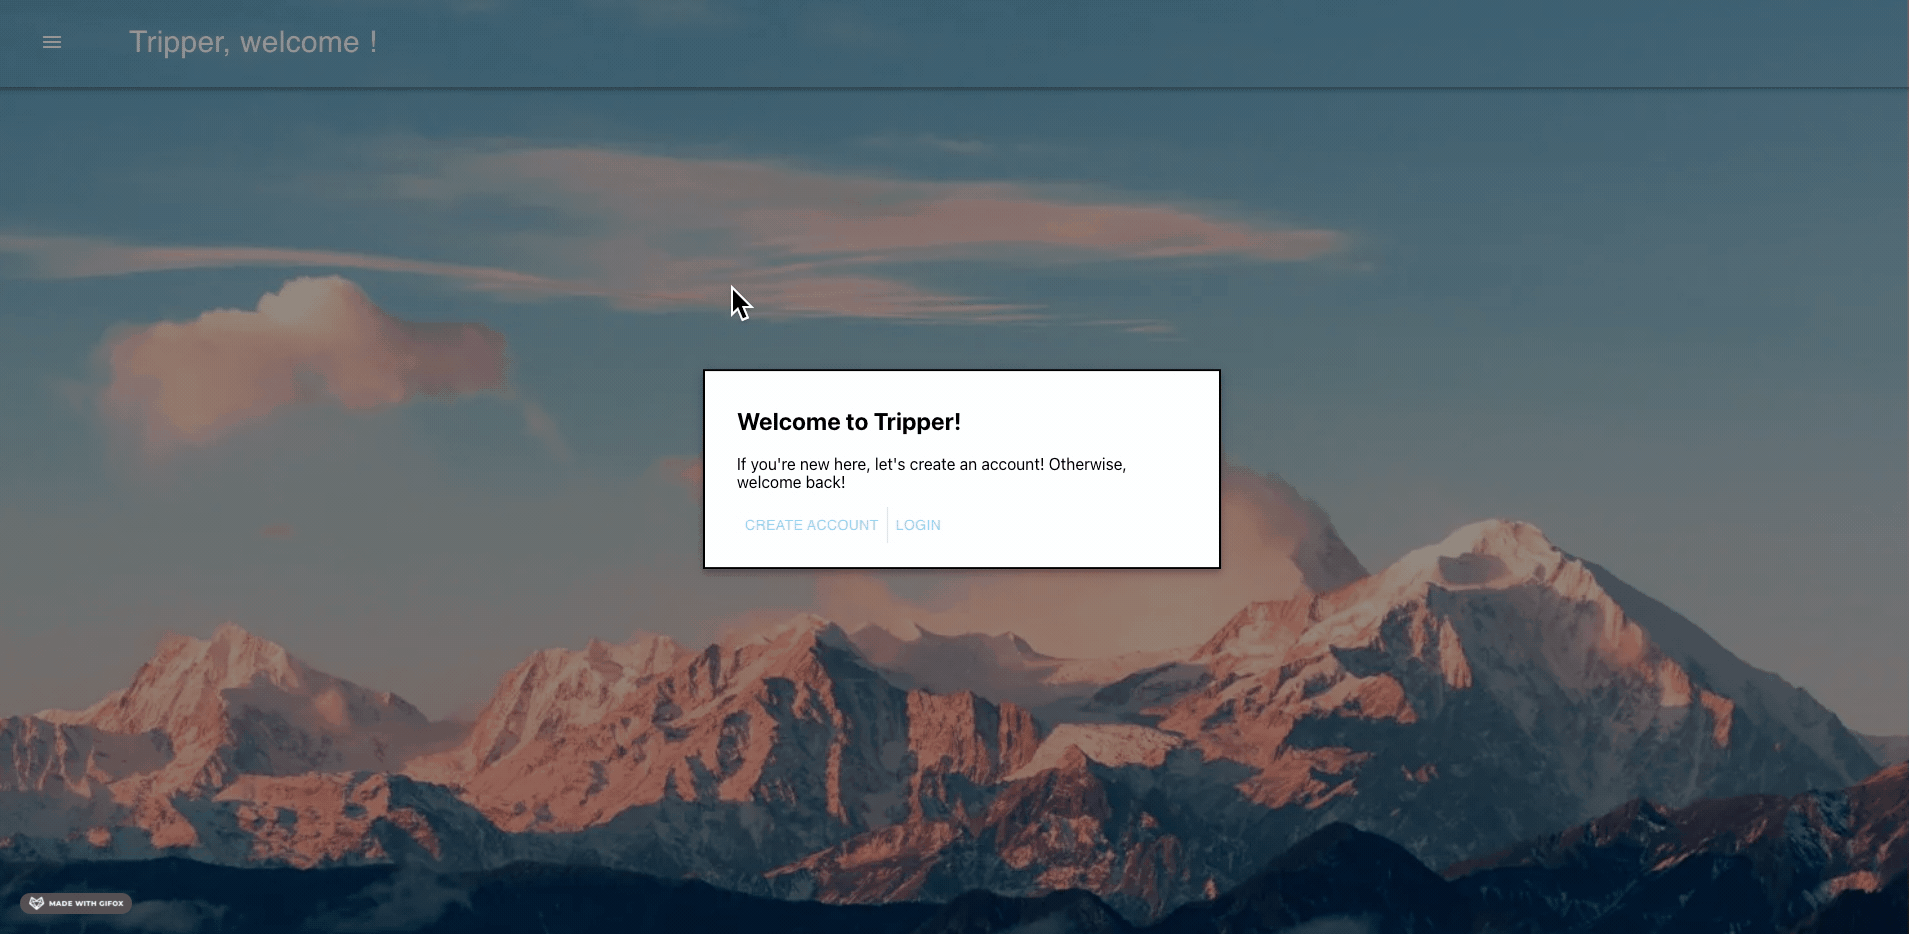 Tripper, welcome !
Welcome to Tripper!
If you're new here, let's create an account! Otherwise,
welcome back!
CREATE ACCOUNT
LOGIN
MADE WITH GIFOX